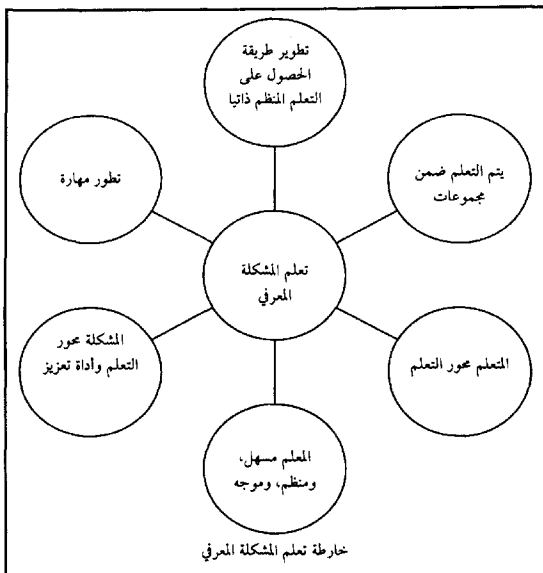 تطوير طريقة
الحصول على
التعلم المنظم ذاتيا
يتم التعلم ضمن
مجموعات
تطور مهارة
تعلم المشكلة
المعرفي
المتعلم محور التعلم
المشكلة محور
التعلم وأداة تعزيز
المعلم مسهل،
ومنظم، وموجه
خارطة تعلم المشكلة المعرفي